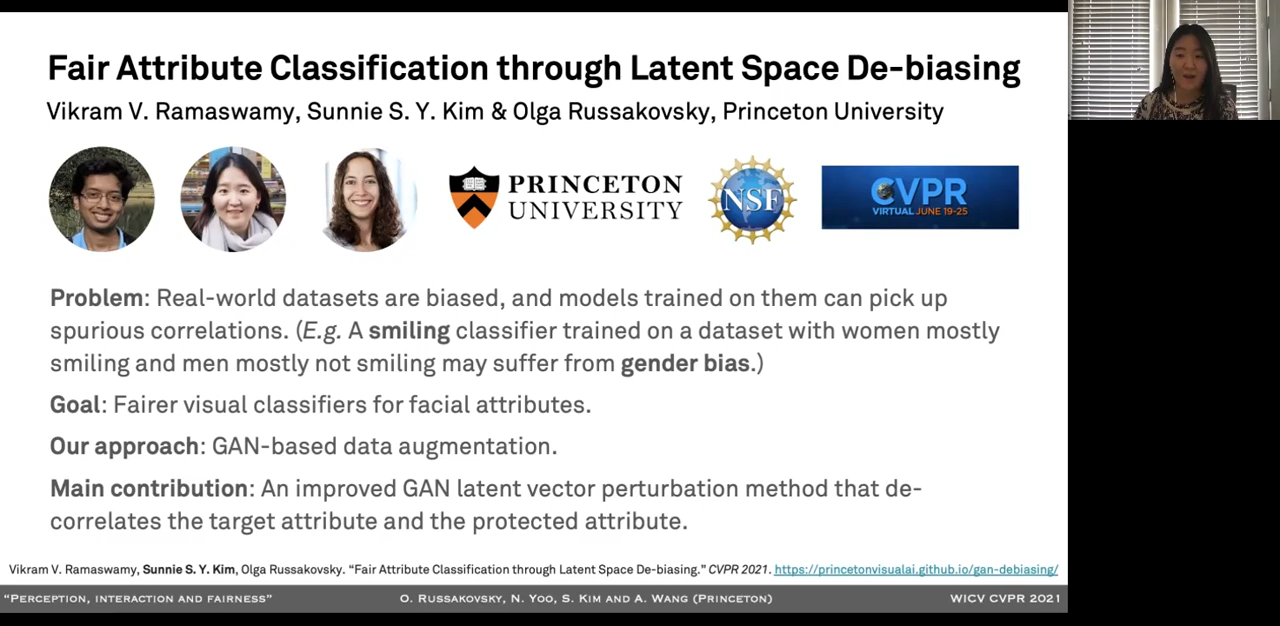 Fair Attribute Classification through Latent Space De-biasing
Vikram V. Ramaswamy, Sunnie S. Y. Kim & Olga Russakovsky, Princeton University
PRINCETON
UNIVERSITY
NSF
CVPR
VIRTUAL JUNE 19-25
Problem: Real-world datasets are biased, and models trained on them can pick up
spurious correlations. (E.g. A smiling classifier trained on a dataset with women mostly
smiling and men mostly not smiling may suffer from gender bias.)
Goal: Fairer visual classifiers for facial attributes.
Our approach: GAN-based data augmentation.
Main contribution: An improved GAN latent vector perturbation method that de-
correlates the target attribute and the protected attribute.
Vikram V. Ramaswamy, Sunnie S. Y. Kim, Olga Russakovsky. “Fair Attribute Classification through Latent Space De-biasing.” CVPR 2021. https://princetonvisualai.github.io/gan-debiasing/
“PERCEPTION, INTERACTION AND FAIRNESS” O. RUSSAKOVSKY, N. YOO, S. KIM AND A. WANG (PRINCETON) WICV CVPR 2021